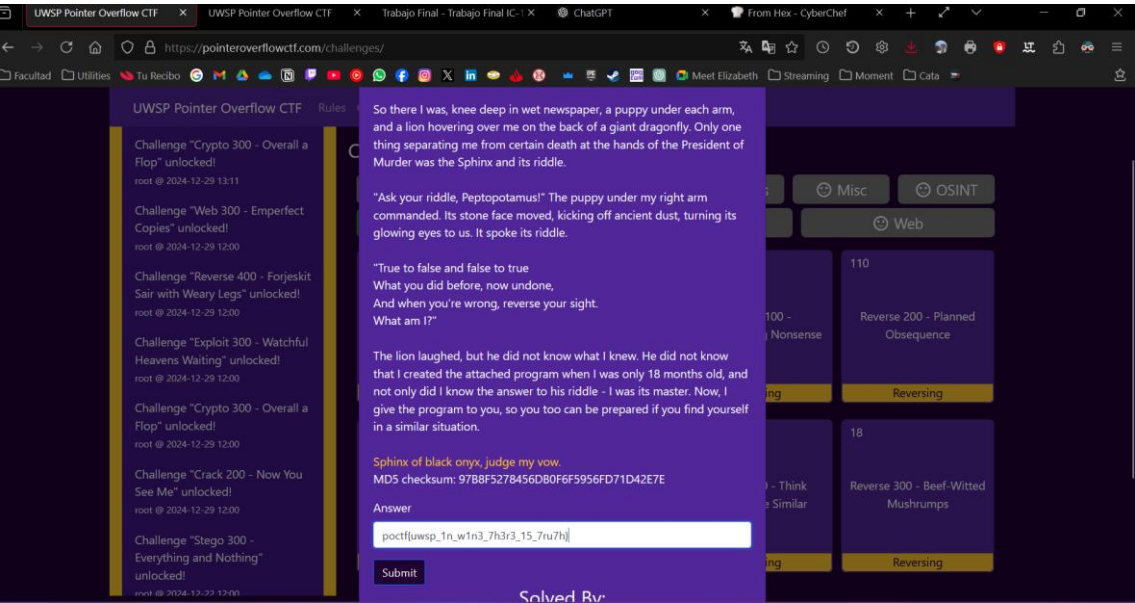 UWSP Pointer Overflow CTF
UWSP Pointer Overflow CTF
Trabajo Final - Trabajo Final IC-1
ChatGPT
From Hex - CyberChef
https://pointeroverflowctf.com/challenges/
Facultad
Utilities
Tu Recibo
Meet Elizabeth
Streaming
Moment
Cata
UWSP Pointer Overflow CTF
Rules
Challenge "Crypto 300 - Overall a
Flop" unlocked!
root @ 2024-12-29 13:11
Challenge "Web 300 - Emperfect
Copies" unlocked!
root @ 2024-12-29 12:00
Challenge "Reverse 400 - Forjeskit
Sair with Weary Legs" unlocked!
root @ 2024-12-29 12:00
Challenge "Exploit 300 - Watchful
Heavens Waiting" unlocked!
root @ 2024-12-29 12:00
Challenge "Crypto 300 - Overall a
Flop" unlocked!
root @ 2024-12-29 12:00
Challenge "Crack 200 - Now You
See Me" unlocked!
root @ 2024-12-29 12:00
Challenge "Stego 300 -
Everything and Nothing"
unlocked!
root @ 2024-12-22 12:00
So there I was, knee deep in wet newspaper, a puppy under each arm,
and a lion hovering over me on the back of a giant dragonfly. Only one
thing separating me from certain death at the hands of the President of
Murder was the Sphinx and its riddle.
"Ask your riddle, Peptopotamus!" The puppy under my right arm
commanded. Its stone face moved, kicking off ancient dust, turning its
glowing eyes to us. It spoke its riddle.
"True to false and false to true
What you did before, now undone,
And when you're wrong, reverse your sight.
What am I?"
The lion laughed, but he did not know what I knew. He did not know
that I created the attached program when I was only 18 months old, and
not only did I know the answer to his riddle - I was its master. Now, I
give the program to you, so you too can be prepared if you find yourself
in a similar situation.
Sphinx of black onyx, judge my vow.
MD5 checksum: 97B8F5278456DB0F6F5956FD71D42E7E
Answer
poctf{uwsp_1n_w1n3_7h3r3_15_7ru7h}
Submit
Solved By:
Misc
OSINT
Web
100 -
Nonsense
ing
110
Reverse 200 - Planned
Obsequence
Reversing
- Think
Similar
ing
18
Reverse 300 - Beef-Witted
Mushrumps
Reversing